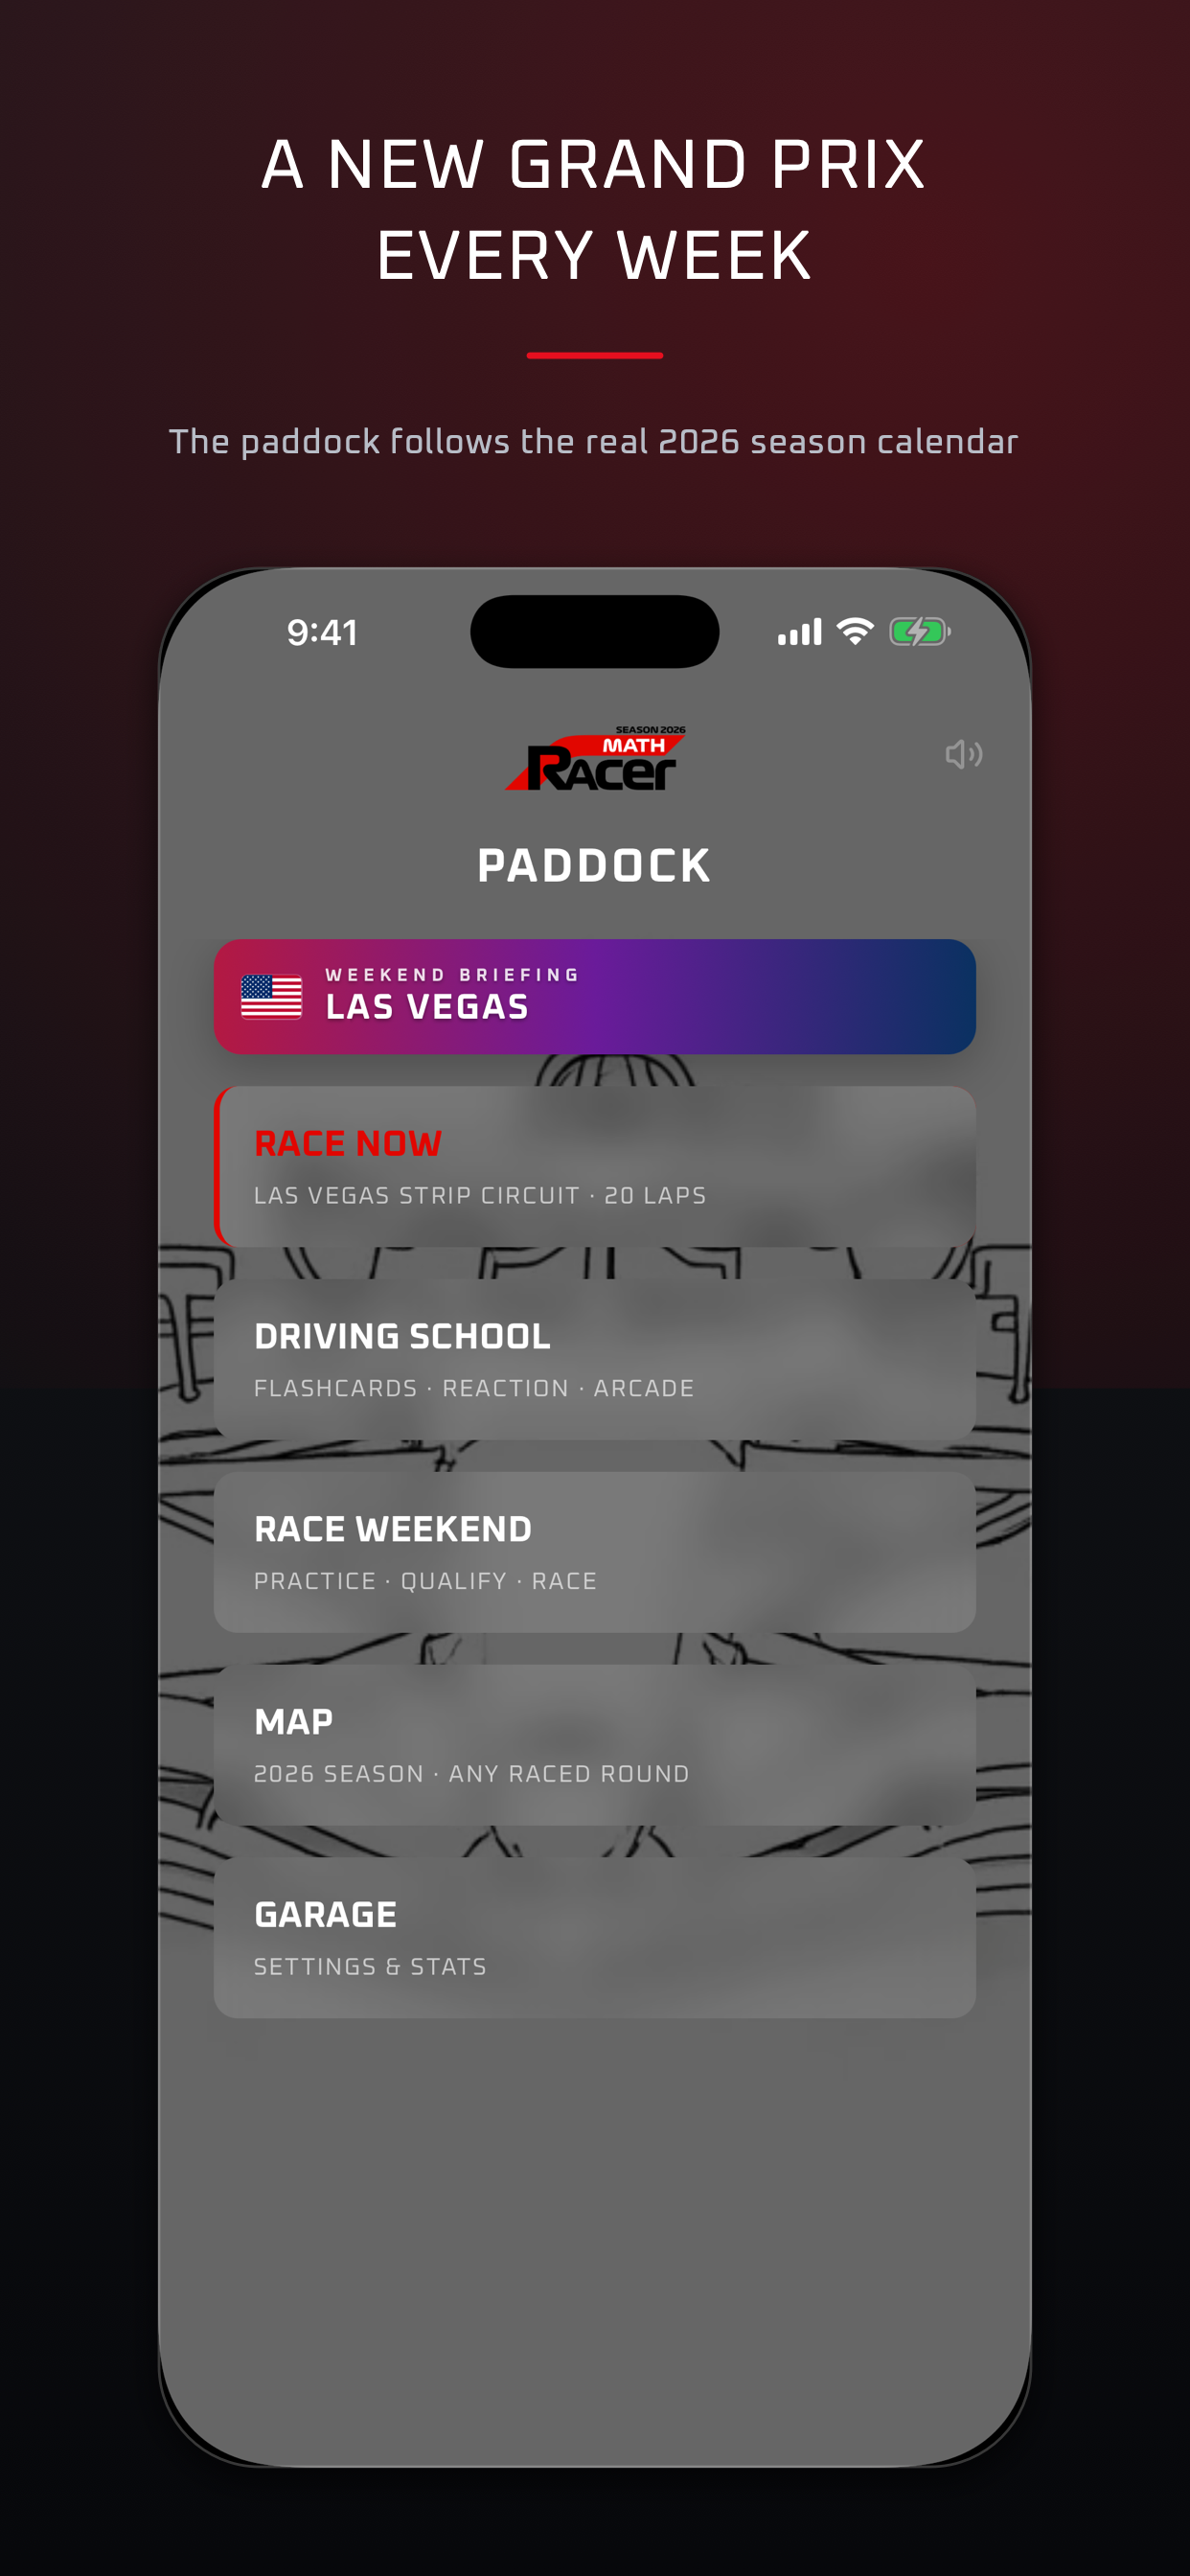 A NEW GRAND PRIX
EVERY WEEK
The paddock follows the real 2026 season calendar
9:41
SEASON 2026
MATH
RACer
PADDOCK
WEEKEND BRIEFING
LAS VEGAS
RACE NOW
LAS VEGAS STRIP CIRCUIT · 20 LAPS
DRIVING SCHOOL
FLASHCARDS · REACTION · ARCADE
RACE WEEKEND
PRACTICE · QUALIFY · RACE
MAP
2026 SEASON · ANY RACED ROUND
GARAGE
SETTINGS & STATS